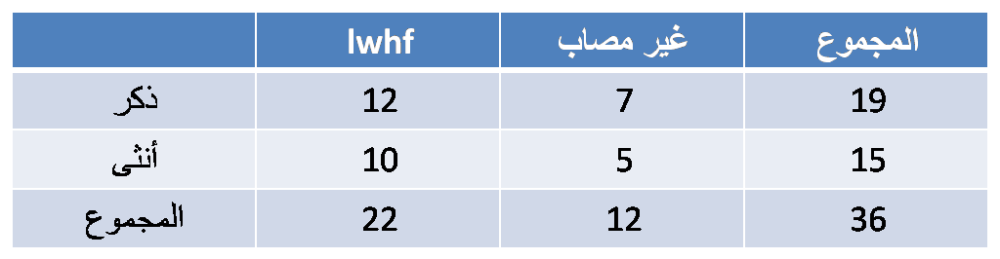 lwhf غير مصاب المجموع
ذكر 12 7 19
أنثى 10 5 15
المجموع 22 12 36